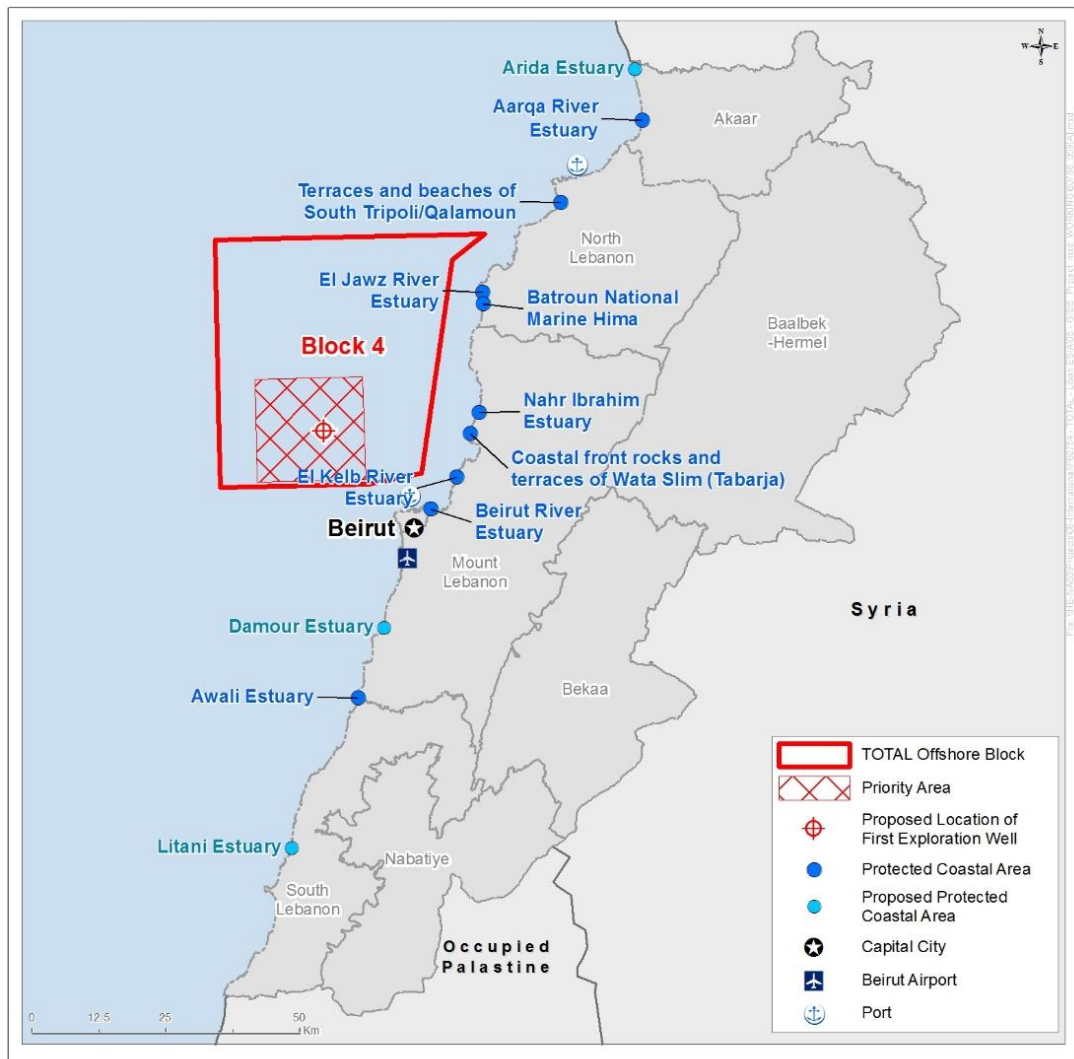 N
W E
S
Arida Estuary
Aarqa River
Estuary
Akaar
Terraces and beaches of
South Tripoli/Qalamoun
North
Lebanon
El Jawz River
Estuary
Batroun National
Marine Hima
Baalbek
-Hermel
Block 4
Nahr Ibrahim
Estuary
Coastal front rocks and
terraces of Wata Slim (Tabarja)
El Kelb River
Estuary
Beirut River
Estuary
Beirut
Mount
Lebanon
Syria
Damour Estuary
Bekaa
Awali Estuary
Litani Estuary
Nabatiye
South
Lebanon
Occupied
Palastine
TOTAL Offshore Block
Priority Area
Proposed Location of
First Exploration Well
Protected Coastal Area
Proposed Protected
Coastal Area
Capital City
Beirut Airport
Port
0 12.5 25 50
Km